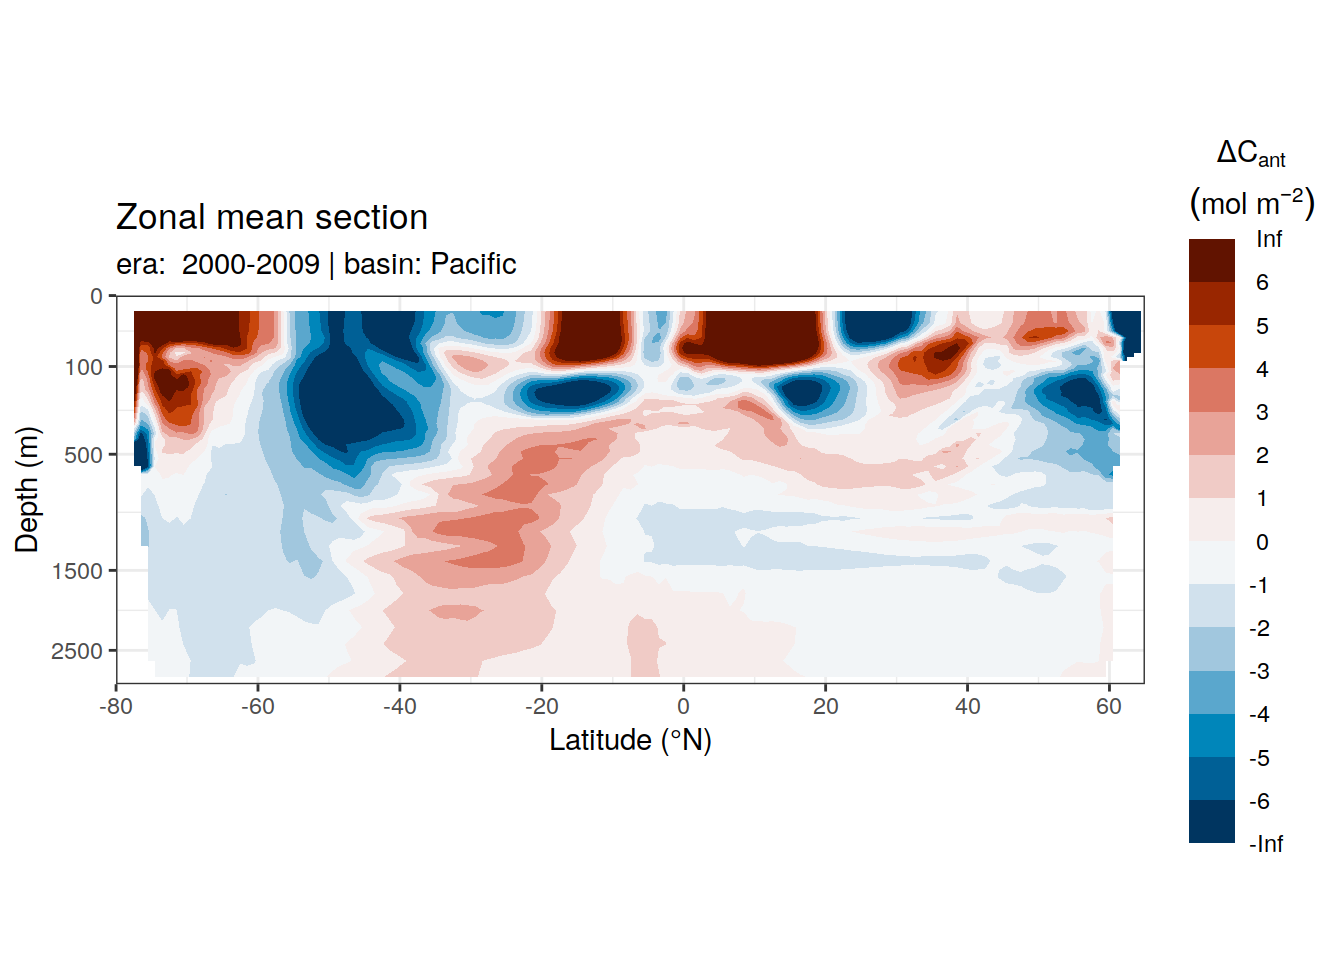 Zonal mean section
era:  2000-2009 | basin: Pacific
ΔCant
(mol m−2)
Inf
6
5
4
3
2
1
0
-1
-2
-3
-4
-5
-6
-Inf
Depth (m)
0
100
500
1500
2500
-80 -60 -40 -20 0 20 40 60
Latitude (°N)